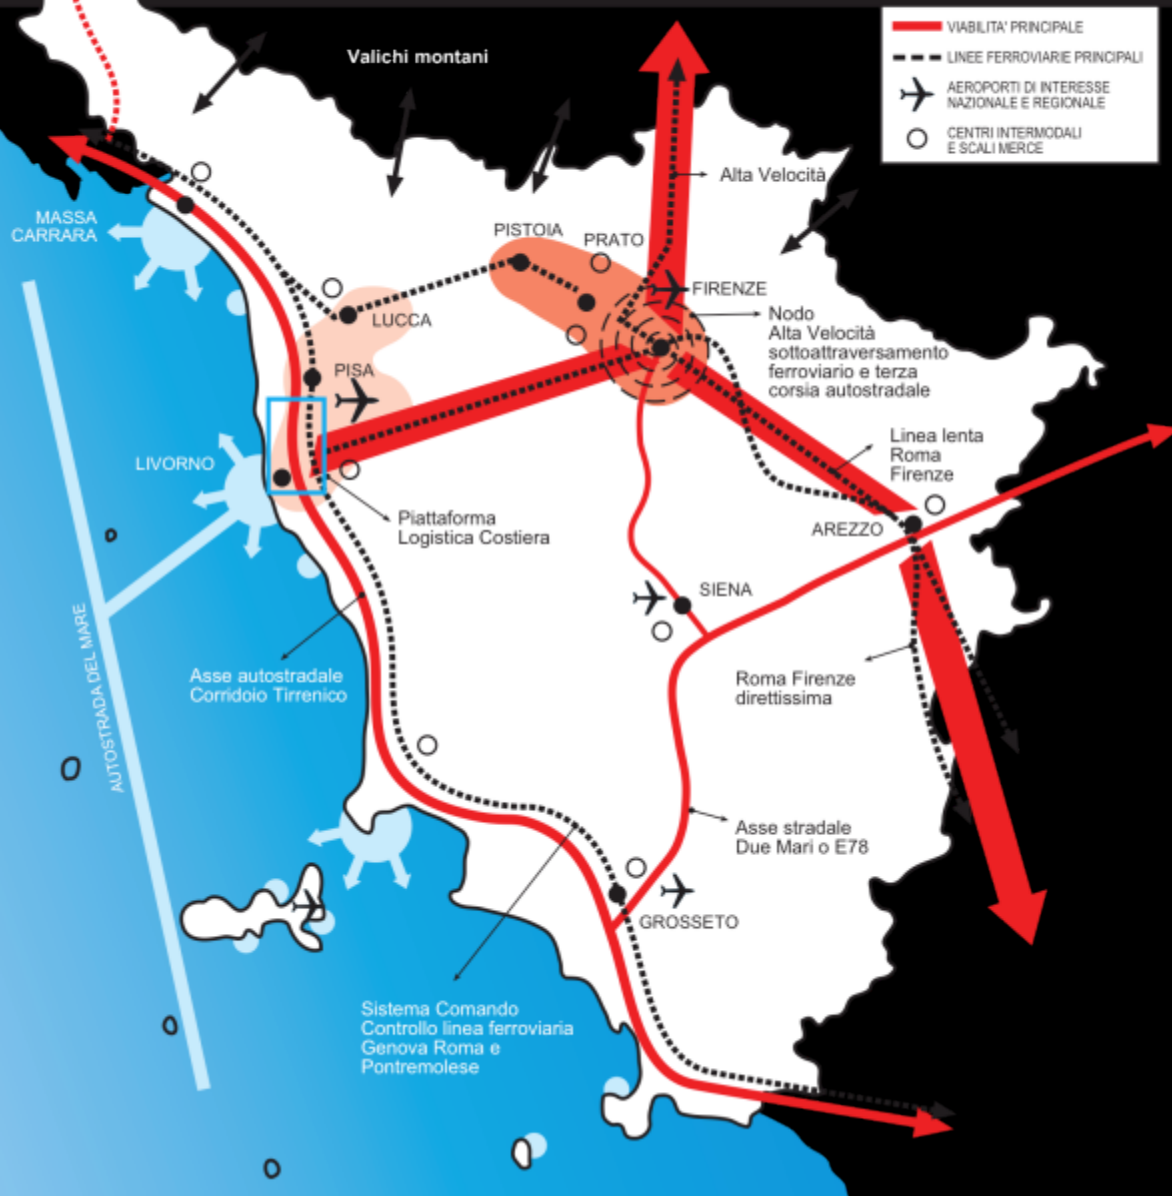 Valichi montani
VIABILITA' PRINCIPALE
LINEE FERROVIARIE PRINCIPALI
AEROPORTI DI INTERESSE
NAZIONALE E REGIONALE
CENTRI INTERMODALI
E SCALI MERCE
Alta Velocità
MASSA
CARRARA
PISTOIA
PRATO
FIRENZE
LUCCA
Nodo
Alta Velocità
sottoattraversamento
ferroviario e terza
corsia autostradale
PISA
LIVORNO
Linea lenta
Roma
Firenze
Piattaforma
Logistica Costiera
AREZZO
SIENA
AUTOSTRADA DEL MARE
Asse autostradale
Corridoio Tirrenico
Roma Firenze
direttissima
Asse stradale
Due Mari o E78
GROSSETO
Sistema Comando
Controllo linea ferroviaria
Genova Roma e
Pontremolese